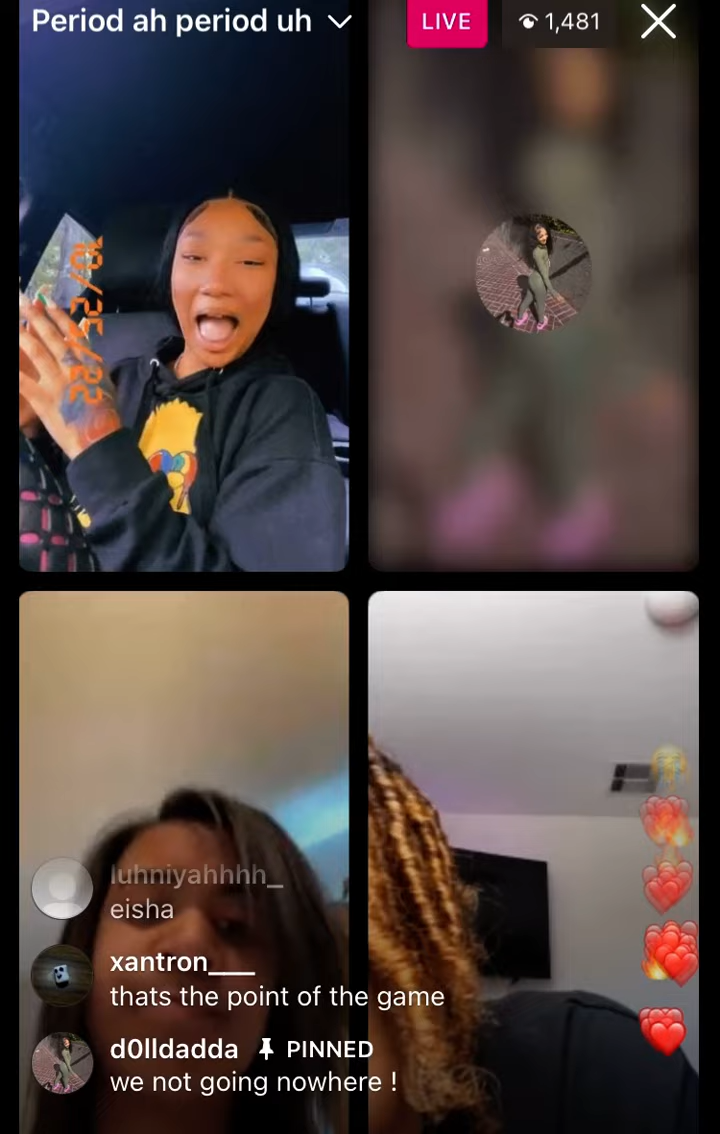 Period ah period uh
LIVE
1,481
10/25/22
luhniyahhhh_
eisha
xantron___
thats the point of the game
d0lldadda PINNED
we not going nowhere !